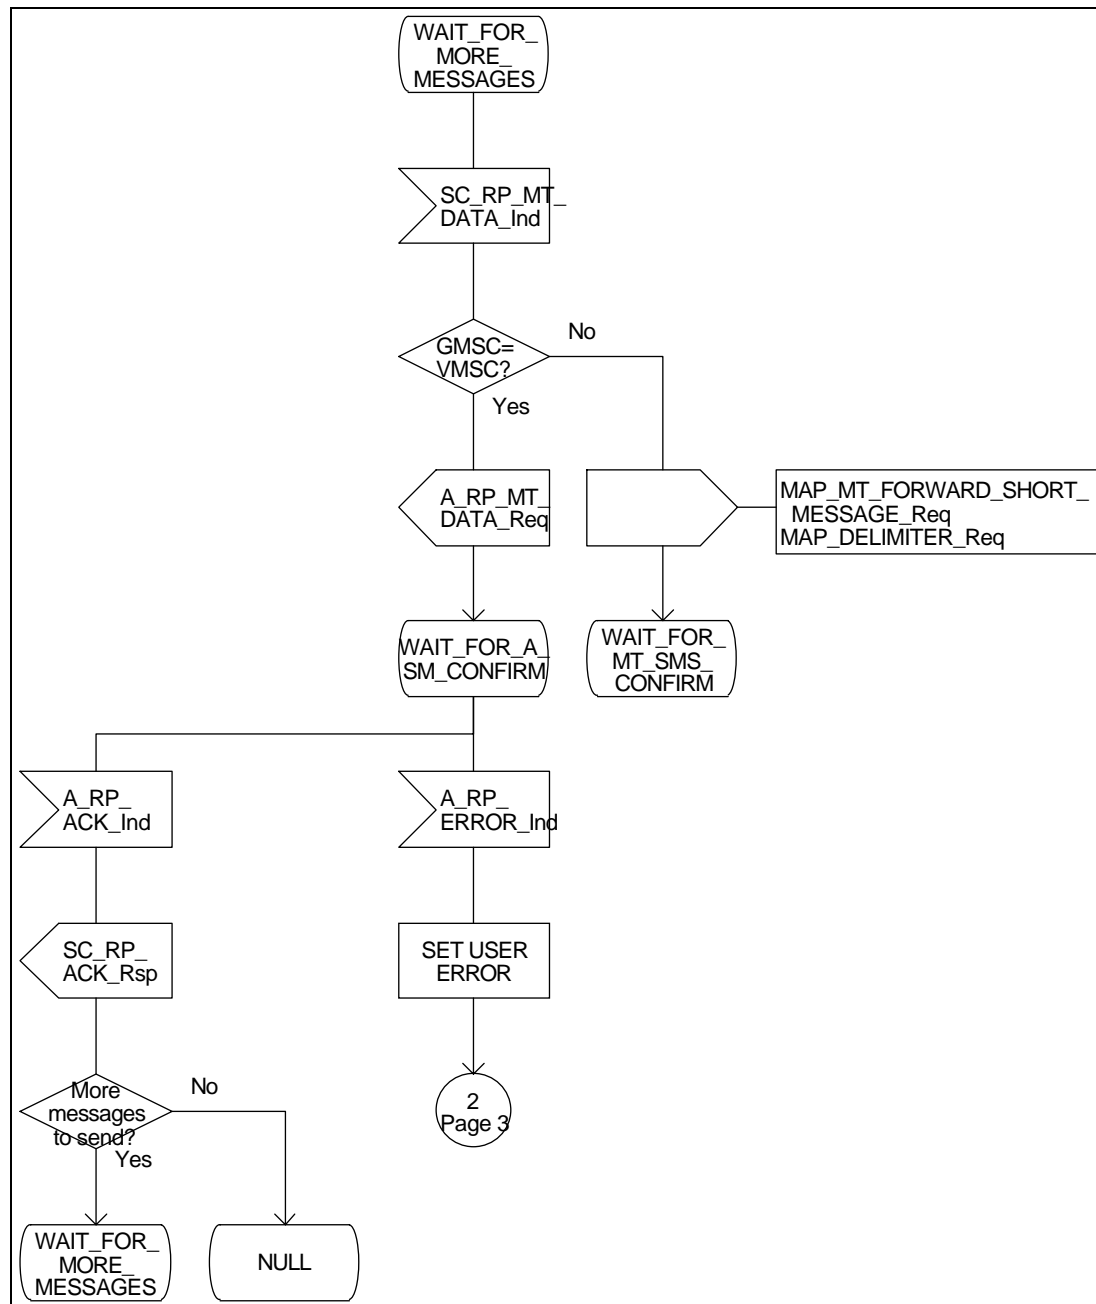 WAIT_FOR_
MORE_
MESSAGES
SC_RP_MT_
DATA_Ind
GMSC=
VMSC?
No
Yes
A_RP_MT_
DATA_Req
MAP_MT_FORWARD_SHORT_
MESSAGE_Req
MAP_DELIMITER_Req
WAIT_FOR_A_
SM_CONFIRM
WAIT_FOR_
MT_SMS_
CONFIRM
A_RP_
ACK_Ind
A_RP_
ERROR_Ind
SC_RP_
ACK_Rsp
SET USER
ERROR
More
messages
to send?
No
Yes
2
Page 3
WAIT_FOR_
MORE_
MESSAGES
NULL